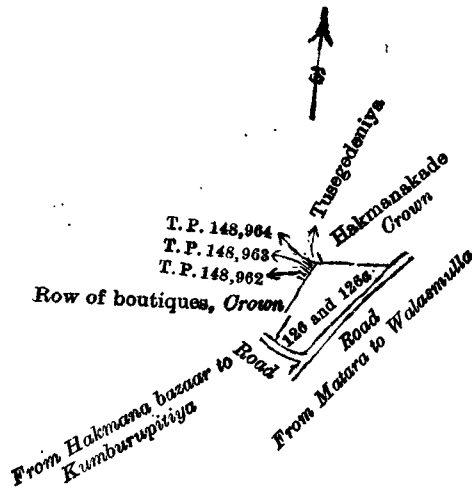 Tusegedeniya
Hakmanakade
Crown
T. P. 148,964
T. P. 148,963
T. P. 148,962
Row of boutiques, Crown
126 and 126a
Road
From Matara to Walasmulla
From Hakmana bazaar to Road
Kumburupitiya